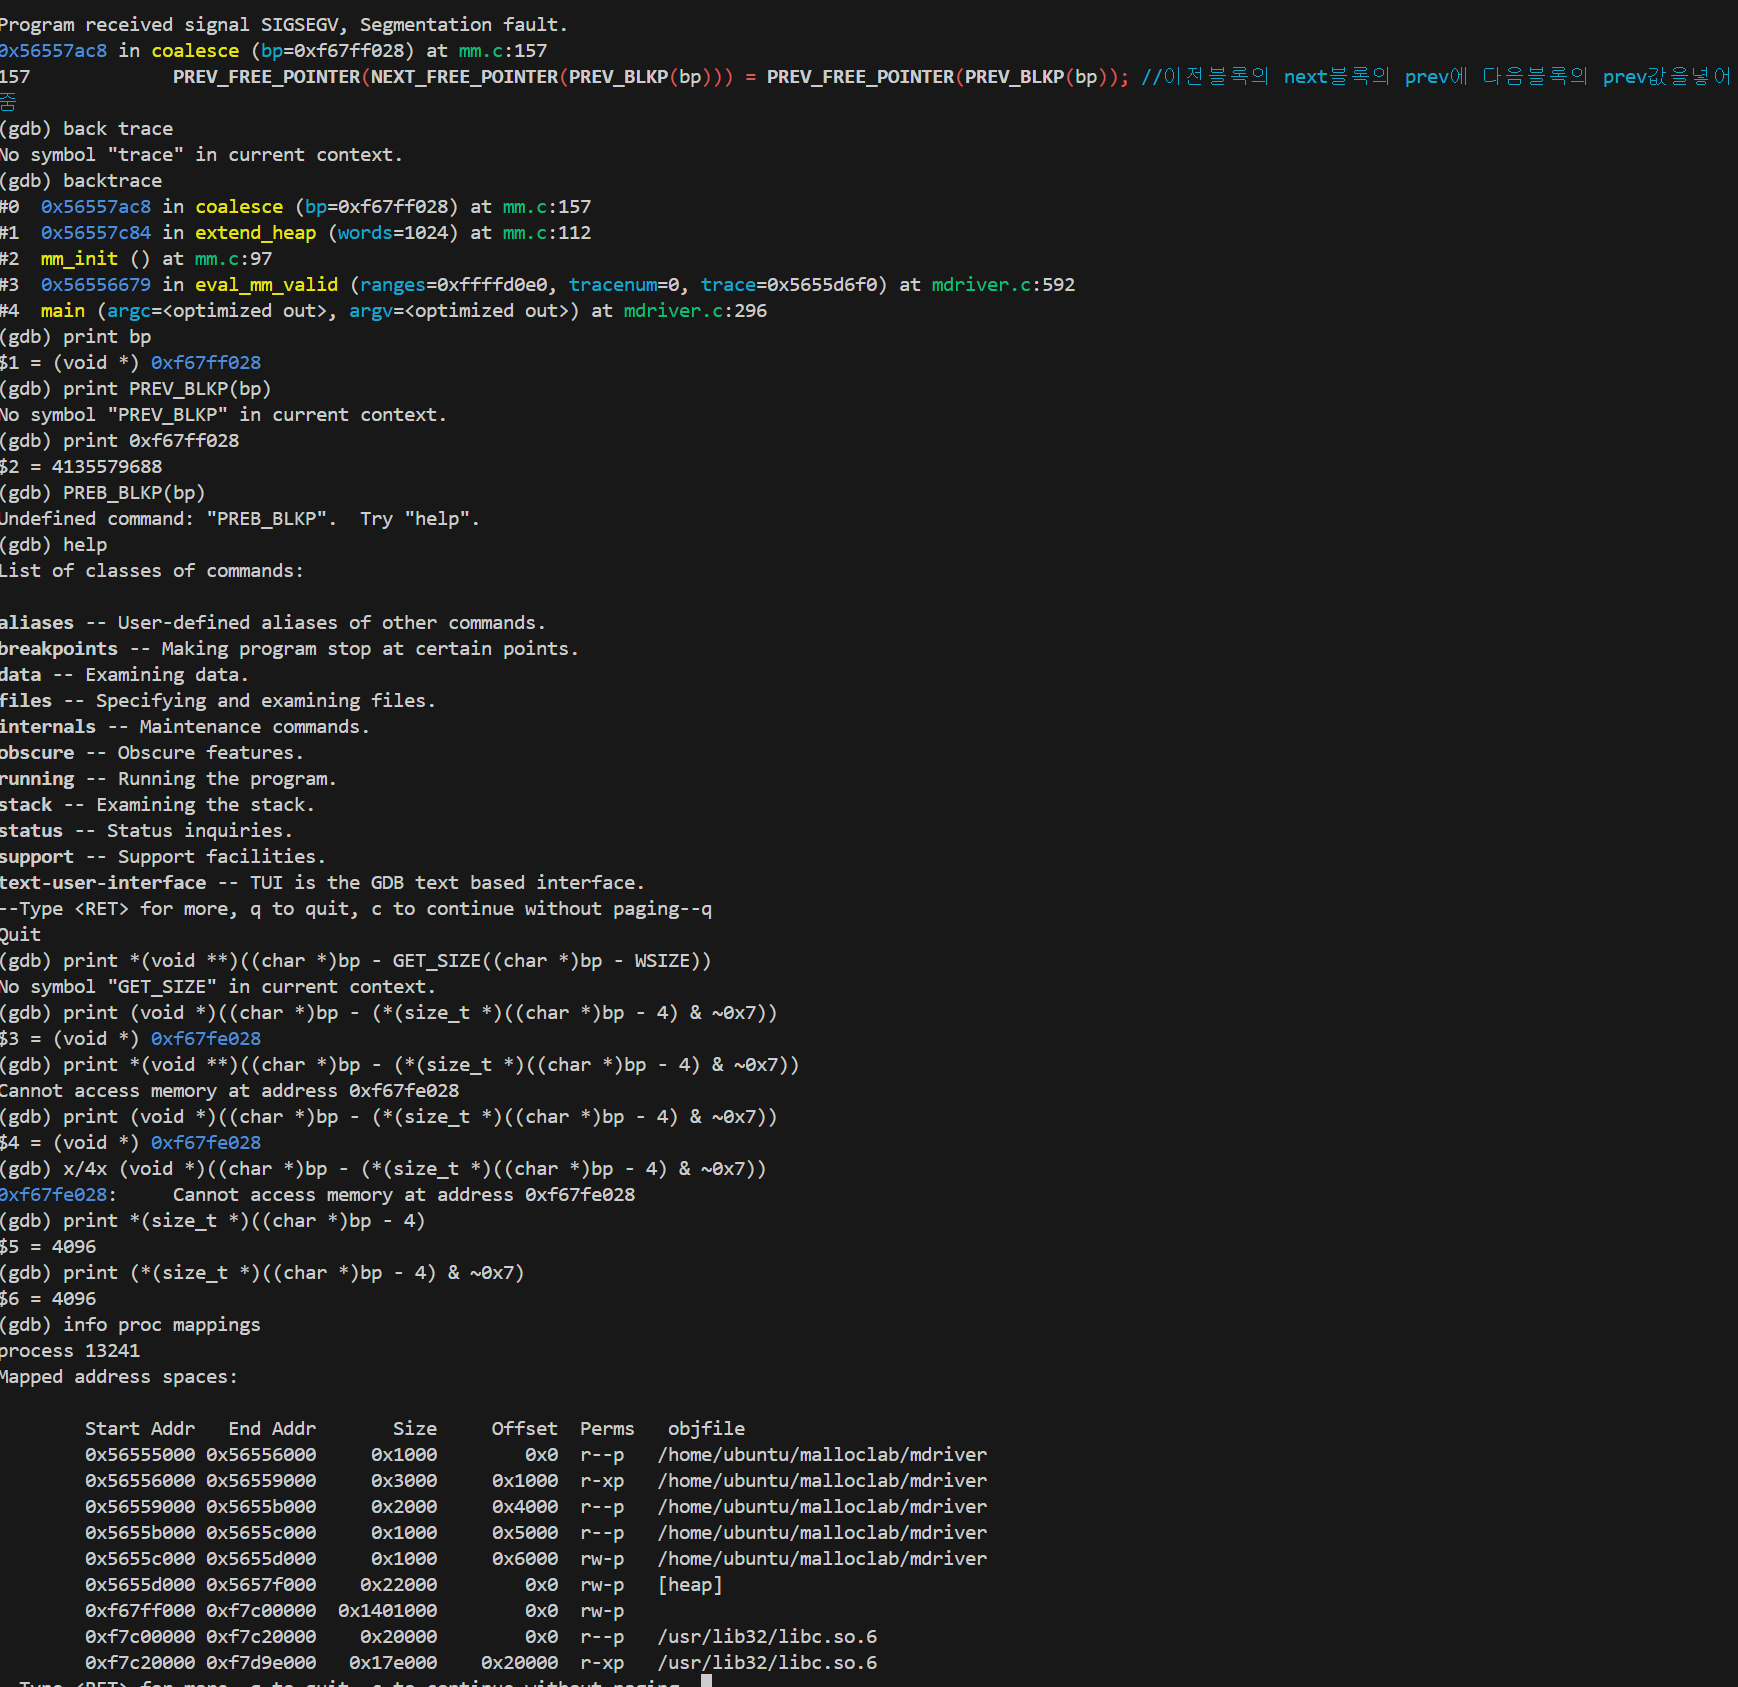 Program received signal SIGSEGV, Segmentation fault.
0x56557ac8 in coalesce (bp=0xf67ff028) at mm.c:157
157             PREV_FREE_POINTER(NEXT_FREE_POINTER(PREV_BLKP(bp))) = PREV_FREE_POINTER(PREV_BLKP(bp)); //이전블록의 next블록의 prev에 다음블록의 prev값을넣어
줌
(gdb) back trace
No symbol "trace" in current context.
(gdb) backtrace
#0  0x56557ac8 in coalesce (bp=0xf67ff028) at mm.c:157
#1  0x56557c84 in extend_heap (words=1024) at mm.c:112
#2  mm_init () at mm.c:97
#3  0x56556679 in eval_mm_valid (ranges=0xffffd0e0, tracenum=0, trace=0x5655d6f0) at mdriver.c:592
#4  main (argc=<optimized out>, argv=<optimized out>) at mdriver.c:296
(gdb) print bp
$1 = (void *) 0xf67ff028
(gdb) print PREV_BLKP(bp)
No symbol "PREV_BLKP" in current context.
(gdb) print 0xf67ff028
$2 = 4135579688
(gdb) PREB_BLKP(bp)
Undefined command: "PREB_BLKP".  Try "help".
(gdb) help
List of classes of commands:

aliases -- User-defined aliases of other commands.
breakpoints -- Making program stop at certain points.
data -- Examining data.
files -- Specifying and examining files.
internals -- Maintenance commands.
obscure -- Obscure features.
running -- Running the program.
stack -- Examining the stack.
status -- Status inquiries.
support -- Support facilities.
text-user-interface -- TUI is the GDB text based interface.
--Type <RET> for more, q to quit, c to continue without paging--q
Quit
(gdb) print *(void **)((char *)bp - GET_SIZE((char *)bp - WSIZE))
No symbol "GET_SIZE" in current context.
(gdb) print (void *)((char *)bp - (*(size_t *)((char *)bp - 4) & ~0x7))
$3 = (void *) 0xf67fe028
(gdb) print *(void **)((char *)bp - (*(size_t *)((char *)bp - 4) & ~0x7))
Cannot access memory at address 0xf67fe028
(gdb) print (void *)((char *)bp - (*(size_t *)((char *)bp - 4) & ~0x7))
$4 = (void *) 0xf67fe028
(gdb) x/4x (void *)((char *)bp - (*(size_t *)((char *)bp - 4) & ~0x7))
0xf67fe028:     Cannot access memory at address 0xf67fe028
(gdb) print *(size_t *)((char *)bp - 4)
$5 = 4096
(gdb) print (*(size_t *)((char *)bp - 4) & ~0x7)
$6 = 4096
(gdb) info proc mappings
process 13241
Mapped address spaces:

        Start Addr   End Addr       Size     Offset  Perms   objfile
        0x56555000 0x56556000     0x1000        0x0  r--p   /home/ubuntu/malloclab/mdriver
        0x56556000 0x56559000     0x3000     0x1000  r-xp   /home/ubuntu/malloclab/mdriver
        0x56559000 0x5655b000     0x2000     0x4000  r--p   /home/ubuntu/malloclab/mdriver
        0x5655b000 0x5655c000     0x1000     0x5000  r--p   /home/ubuntu/malloclab/mdriver
        0x5655c000 0x5655d000     0x1000     0x6000  rw-p   /home/ubuntu/malloclab/mdriver
        0x5655d000 0x5657f000    0x22000        0x0  rw-p   [heap]
        0xf67ff000 0xf7c00000  0x1401000        0x0  rw-p
        0xf7c00000 0xf7c20000    0x20000        0x0  r--p   /usr/lib32/libc.so.6
        0xf7c20000 0xf7d9e000   0x17e000    0x20000  r-xp   /usr/lib32/libc.so.6
--Type <RET> for more, q to quit, c to continue without paging--